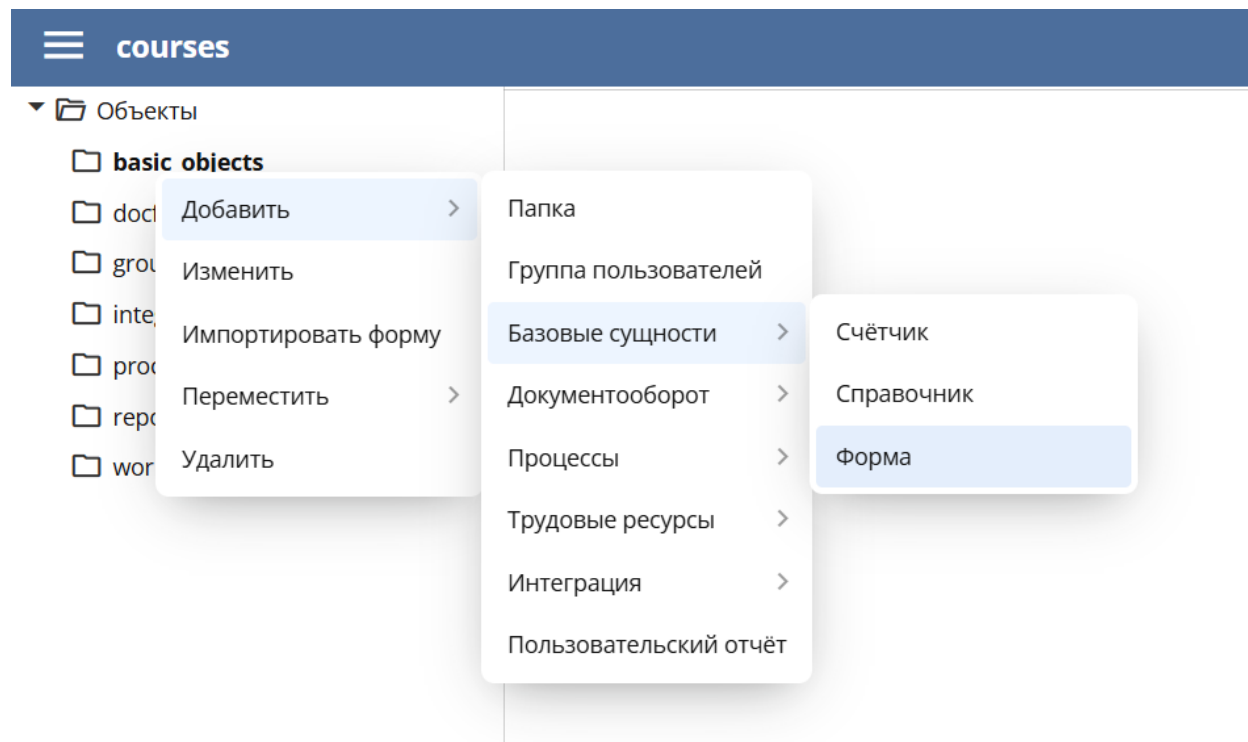 courses
Объекты
basic objects
Добавить
Изменить
Импортировать форму
Переместить
Удалить
Папка
Группа пользователей
Базовые сущности
Документооборот
Процессы
Трудовые ресурсы
Интеграция
Пользовательский отчёт
Счётчик
Справочник
Форма